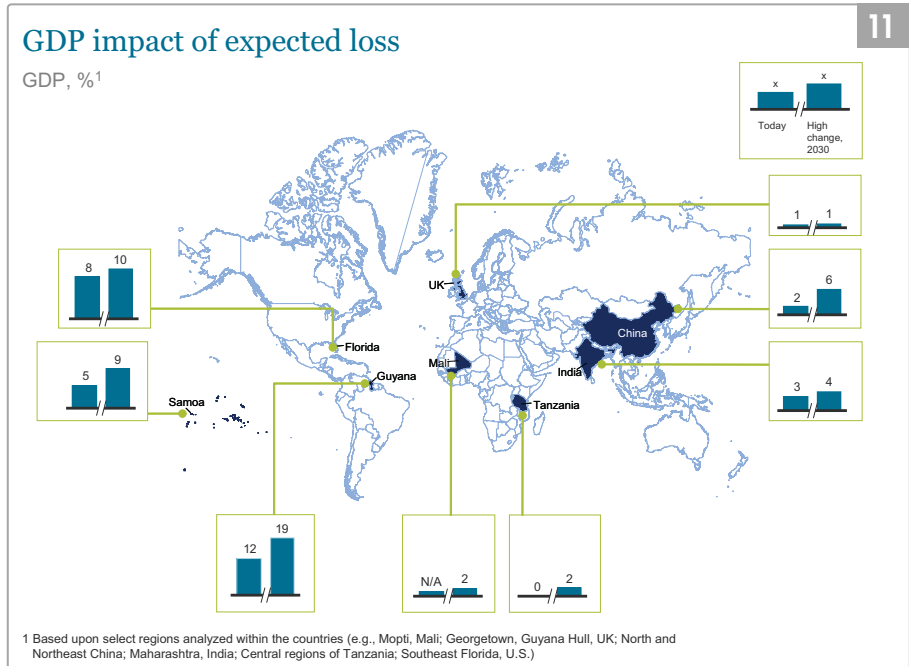 11
GDP impact of expected loss
GDP, %1
x x
Today High
change,
2030
1 1
UK
8 10
2 6
China
Florida
Mali
India
Guyana
5 9
3 4
Samoa
Tanzania
12 19
N/A 2
0 2
1 Based upon select regions analyzed within the countries (e.g., Mopti, Mali; Georgetown, Guyana Hull, UK; North and
Northeast China; Maharashtra, India; Central regions of Tanzania; Southeast Florida, U.S.)